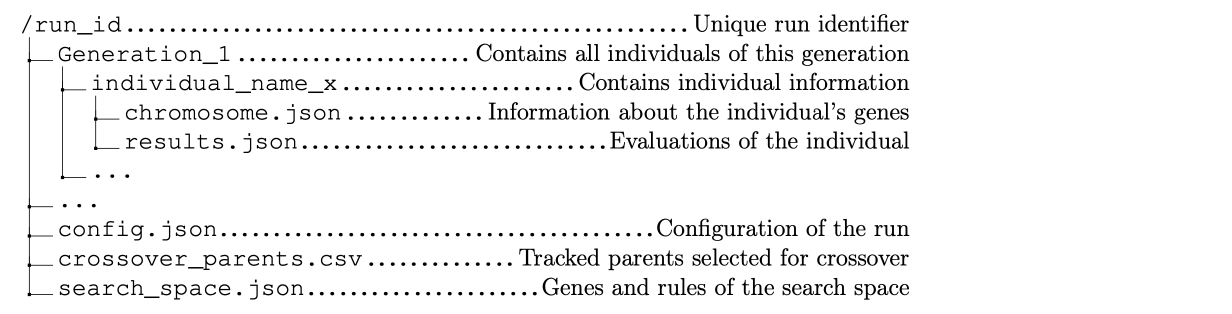 /run_id Unique run identifier
Generation_1 Contains all individuals of this generation
individual_name_x Contains individual information
chromosome.json Information about the individual's genes
results.json Evaluations of the individual
...
...
config.json Configuration of the run
crossover_parents.csv Tracked parents selected for crossover
search_space.json Genes and rules of the search space